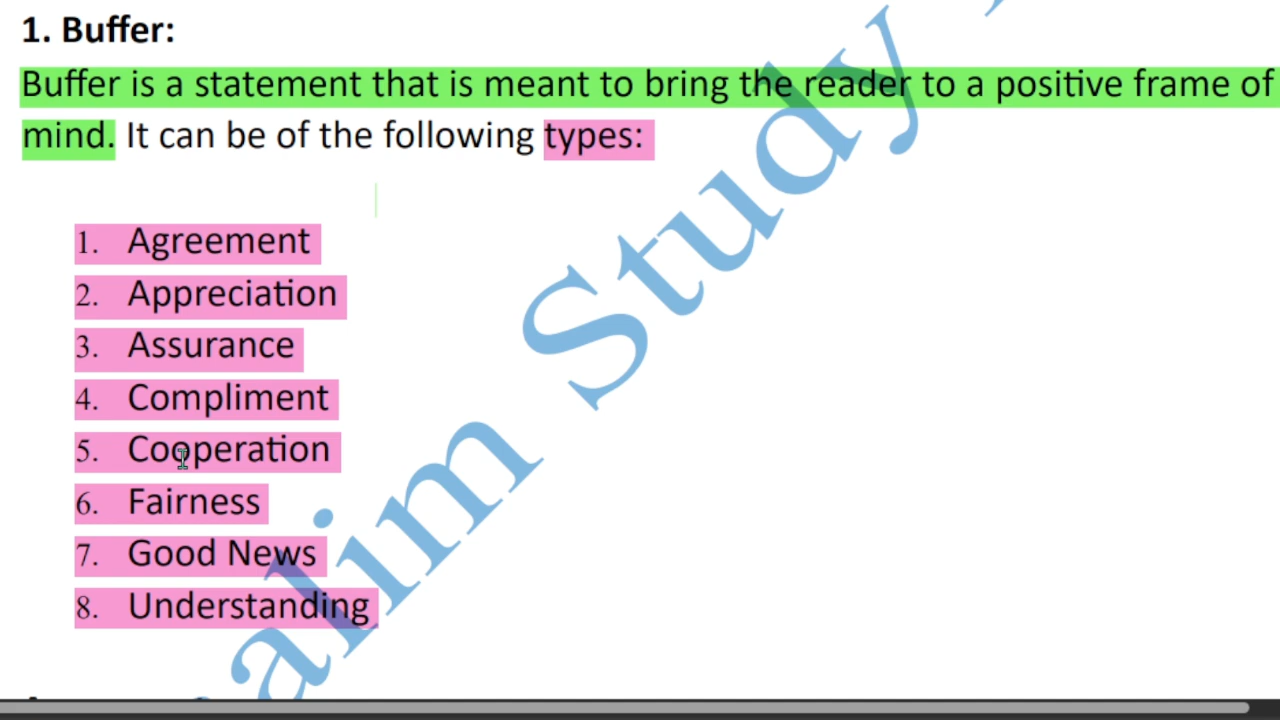 1. Buffer:
Buffer is a statement that is meant to bring the reader to a positive frame of
mind. It can be of the following types:
1. Agreement
2. Appreciation
3. Assurance
4. Compliment
5. Cooperation
6. Fairness
7. Good News
8. Understanding
alim Study